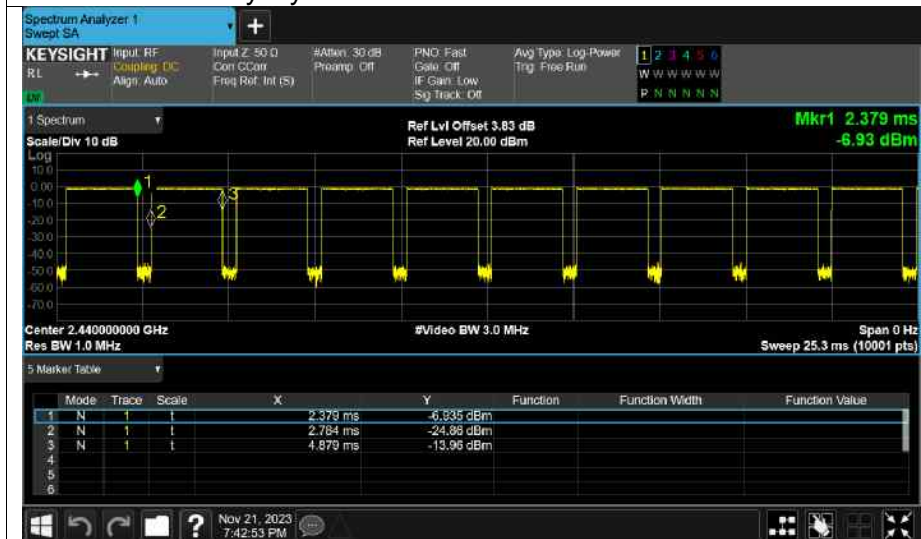 Spectrum Analyzer 1
Swept SA
+
KEYSIGHT Input: RF Input Z: 50 Ω #Atten: 30 dB PNO: Fast Avg Type: Log-Power 1 2 3 4 5 6
RL Coupling: DC Corr CCorr Preamp: Off Gate: Off Trig: Free Run W W W W W W
Align: Auto Freq Ref: Int (S) IF Gain: Low
Sig Track: Off P N N N N N
1 Spectrum Ref Lvl Offset 3.83 dB Mkr1 2.379 ms
Scale/Div 10 dB Ref Level 20.00 dBm -6.93 dBm
Log
10.0
0.00
-10.0
-20.0
-30.0
-40.0
-50.0
-60.0
-70.0
1
2
3
Center 2.440000000 GHz #Video BW 3.0 MHz Span 0 Hz
Res BW 1.0 MHz Sweep 25.3 ms (10001 pts)
5 Marker Table
Mode Trace Scale X Y Function Function Width Function Value
1 N 1 t 2.379 ms -6.935 dBm
2 N 1 t 2.784 ms -24.86 dBm
3 N 1 t 4.879 ms -13.96 dBm
4
5
6
? Nov 21, 2023
7:42:53 PM